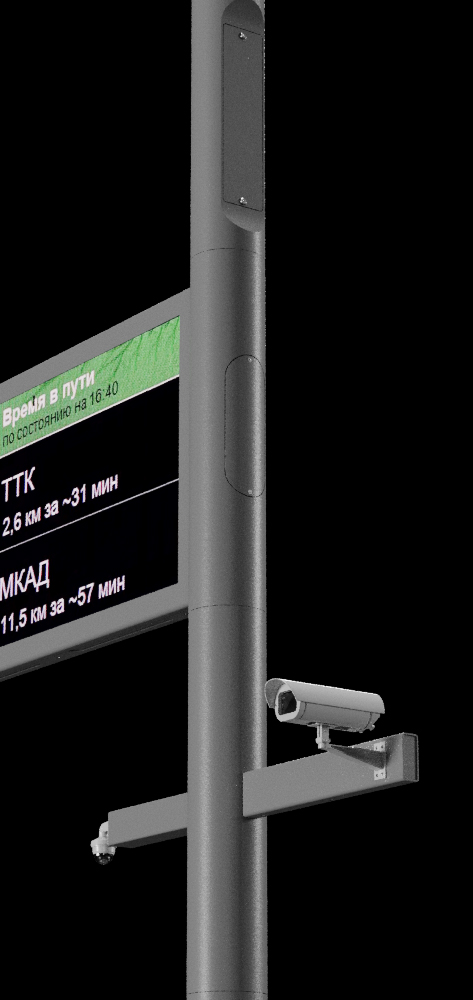 Время в пути
по состоянию на 16:40
ТТК
2,6 км за ~31 мин
МКАД
11,5 км за ~57 мин